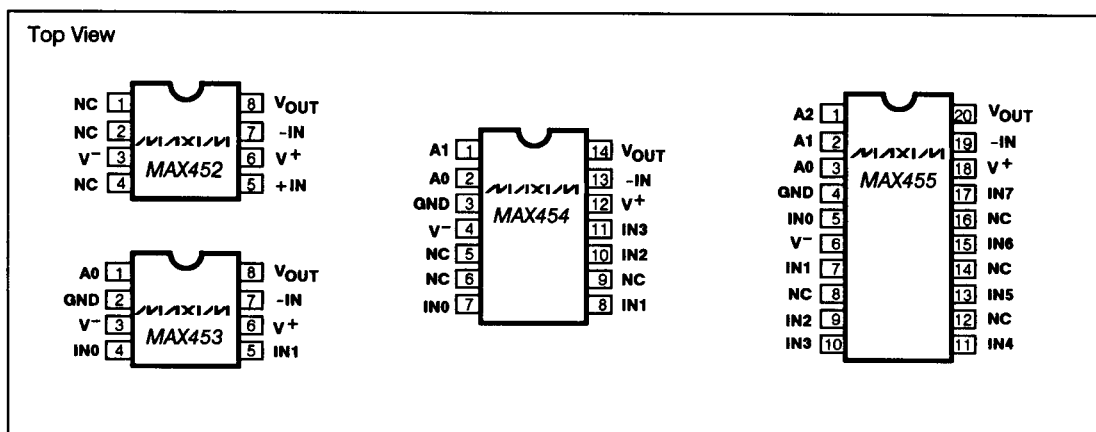 Top View
NC 1 8 VOUT
NC 2 7 -IN
V- 3 6 V+
NC 4 5 +IN
MAXIM
MAX452
A0 1 8 VOUT
GND 2 7 -IN
V- 3 6 V+
IN0 4 5 IN1
MAXIM
MAX453
A1 1 14 VOUT
A0 2 13 -IN
GND 3 12 V+
V- 4 11 IN3
NC 5 10 IN2
NC 6 9 NC
IN0 7 8 IN1
MAXIM
MAX454
A2 1 20 VOUT
A1 2 19 -IN
A0 3 18 V+
GND 4 17 IN7
IN0 5 16 NC
V- 6 15 IN6
IN1 7 14 NC
NC 8 13 IN5
IN2 9 12 NC
IN3 10 11 IN4
MAXIM
MAX455